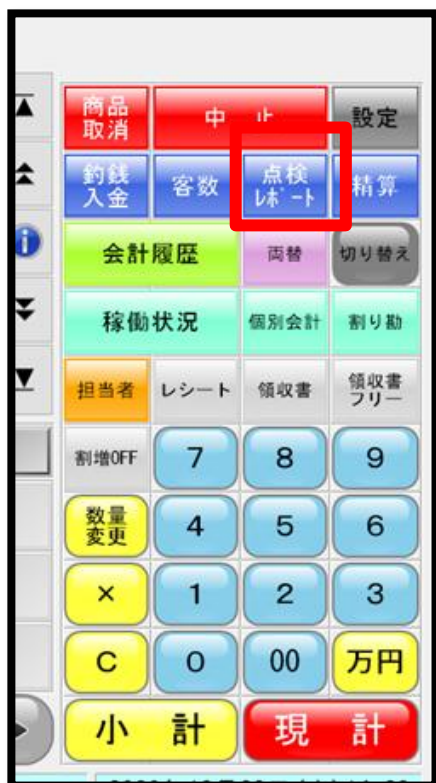 商品
取消
中 止
設定
釣銭
入金
客数
点検
レポート
精算
会計履歴
両替
切り替え
稼働状況
個別会計
割り勘
担当者
レシート
領収書
領収書
フリー
割増OFF
7
8
9
数量
変更
4
5
6
×
1
2
3
C
0
00
万円
小 計
現 計